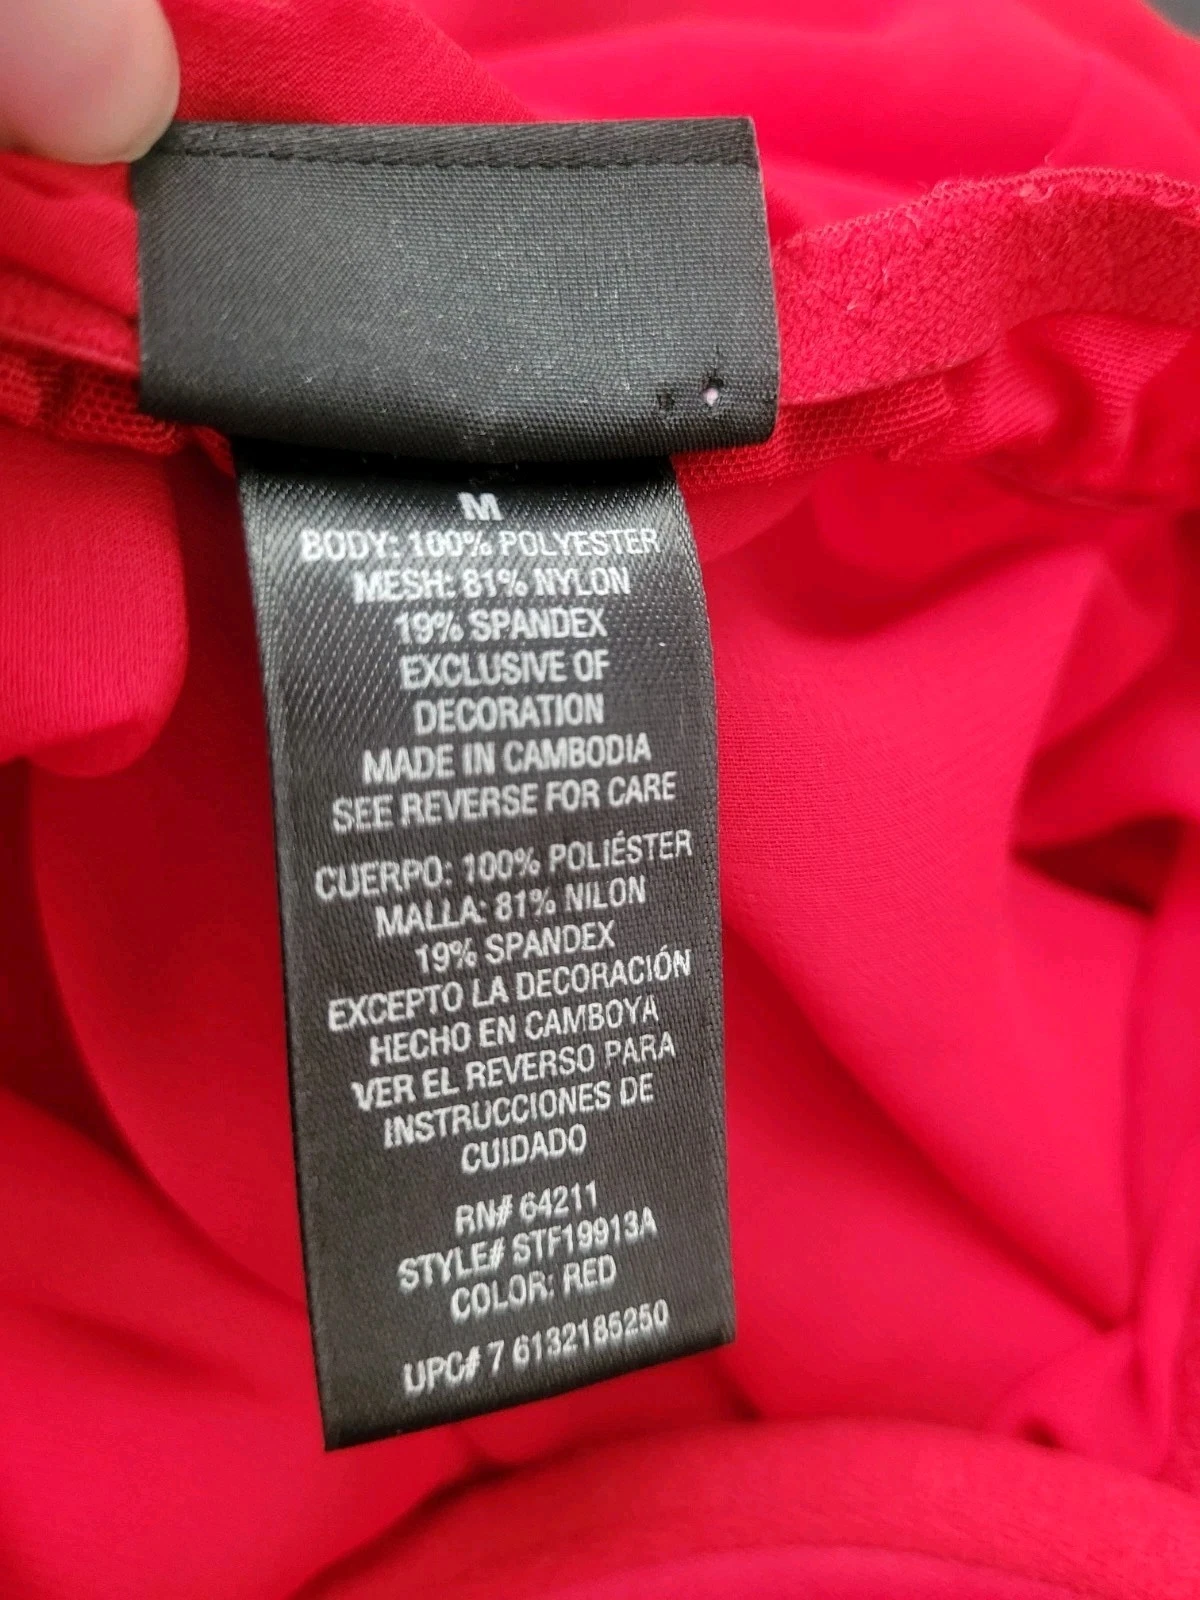 M
BODY: 100% POLYESTER
MESH: 81% NYLON
19% SPANDEX
EXCLUSIVE OF
DECORATION
MADE IN CAMBODIA
SEE REVERSE FOR CARE
CUERPO: 100% POLIÉSTER
MALLA: 81% NILON
19% SPANDEX
EXCEPTO LA DECORACIÓN
HECHO EN CAMBOYA
VER EL REVERSO PARA
INSTRUCCIONES DE
CUIDADO
RN# 64211
STYLE# STF19913A
COLOR: RED
UPC# 7 6132185250